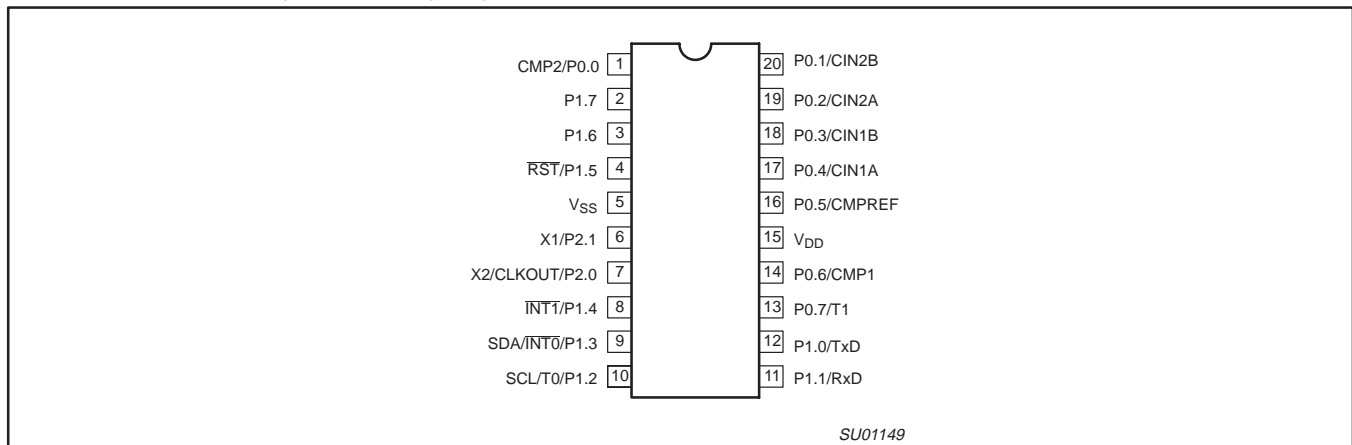 CMP2/P0.0 1 20 P0.1/CIN2B
P1.7 2 19 P0.2/CIN2A
P1.6 3 18 P0.3/CIN1B
R̅S̅T̅/P1.5 4 17 P0.4/CIN1A
VSS 5 16 P0.5/CMPREF
X1/P2.1 6 15 VDD
X2/CLKOUT/P2.0 7 14 P0.6/CMP1
I̅N̅T̅1̅/P1.4 8 13 P0.7/T1
SDA/I̅N̅T̅0̅/P1.3 9 12 P1.0/TxD
SCL/T0/P1.2 10 11 P1.1/RxD
SU01149